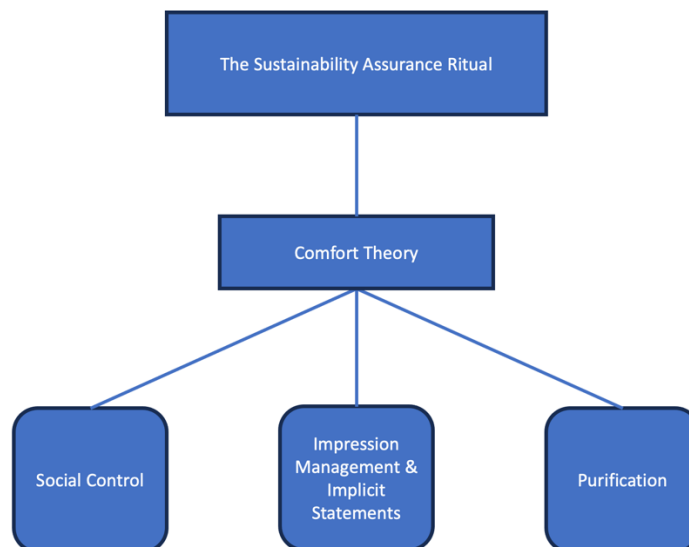 The Sustainability Assurance Ritual
Comfort Theory
Social Control
Impression
Management &
Implicit
Statements
Purification